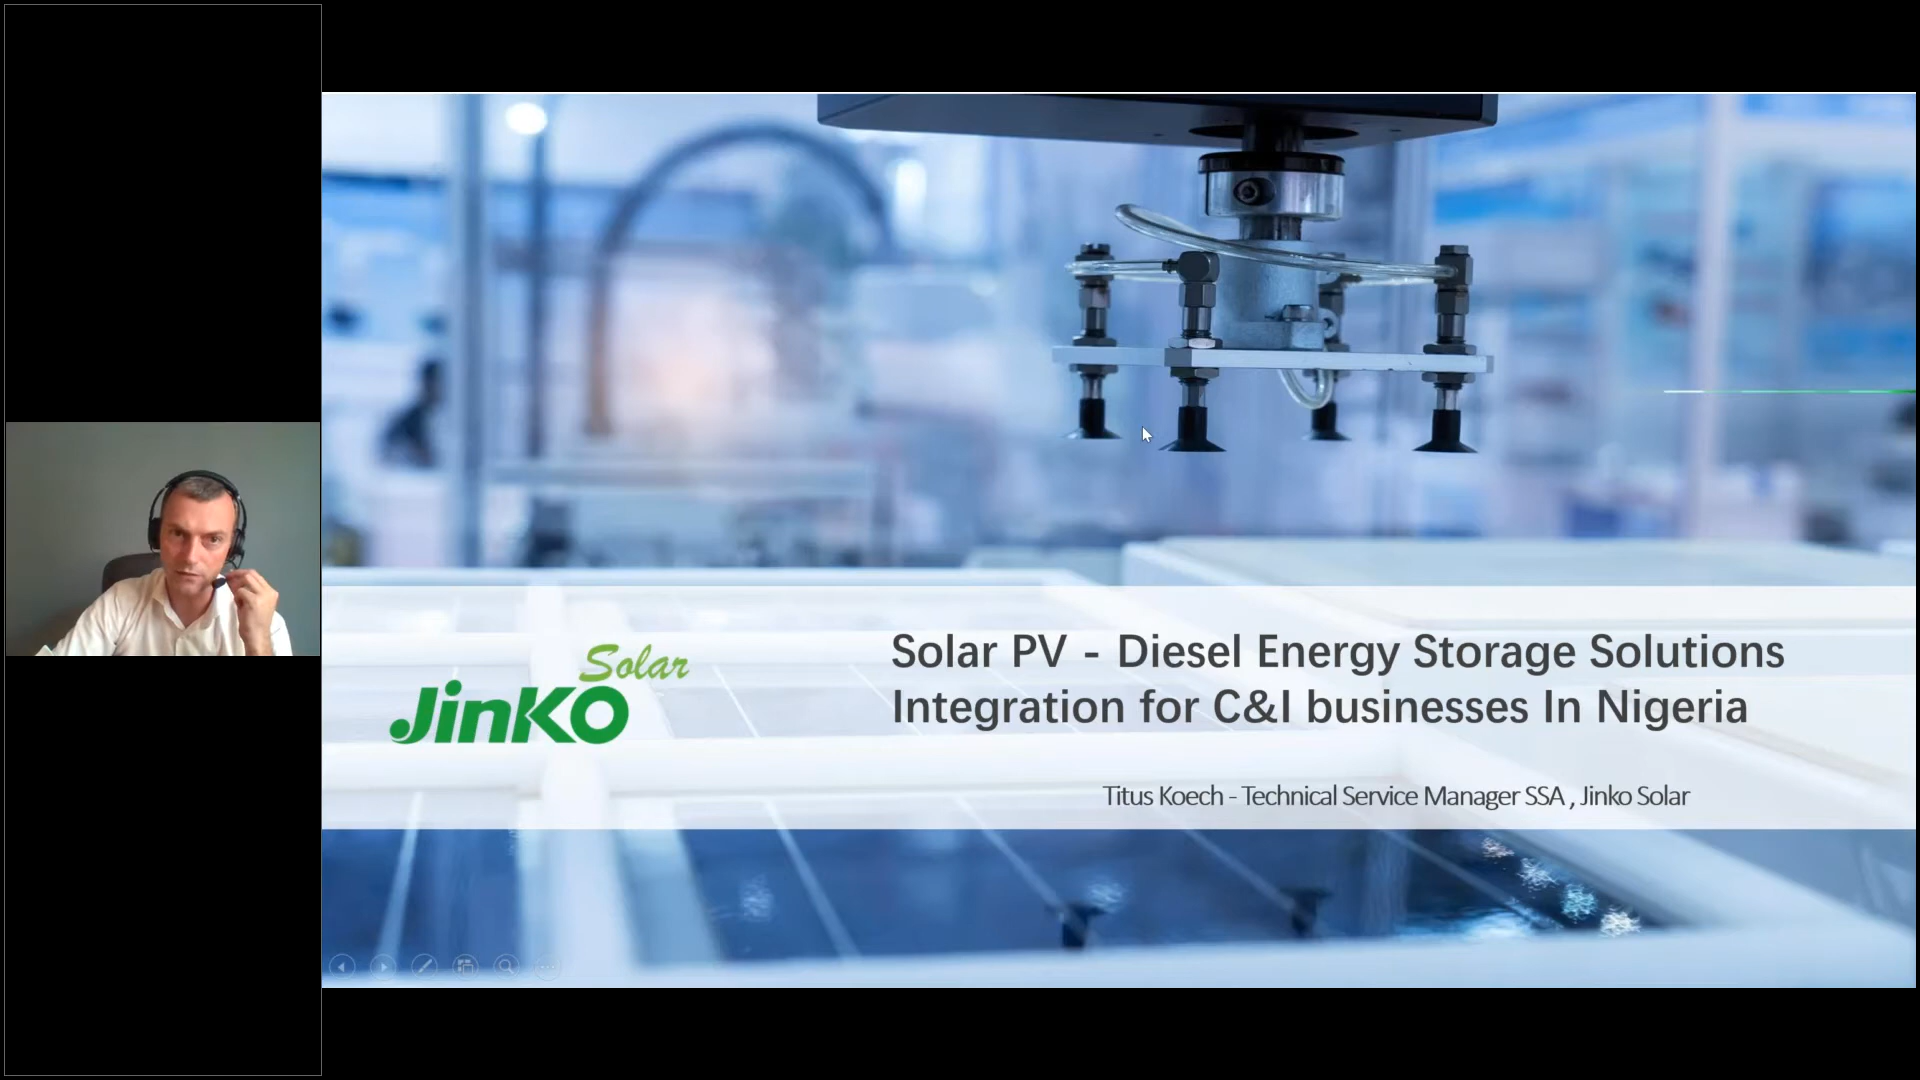 Solar
JinKO
Solar PV - Diesel Energy Storage Solutions
Integration for C&I businesses In Nigeria
Titus Koech - Technical Service Manager SSA , Jinko Solar